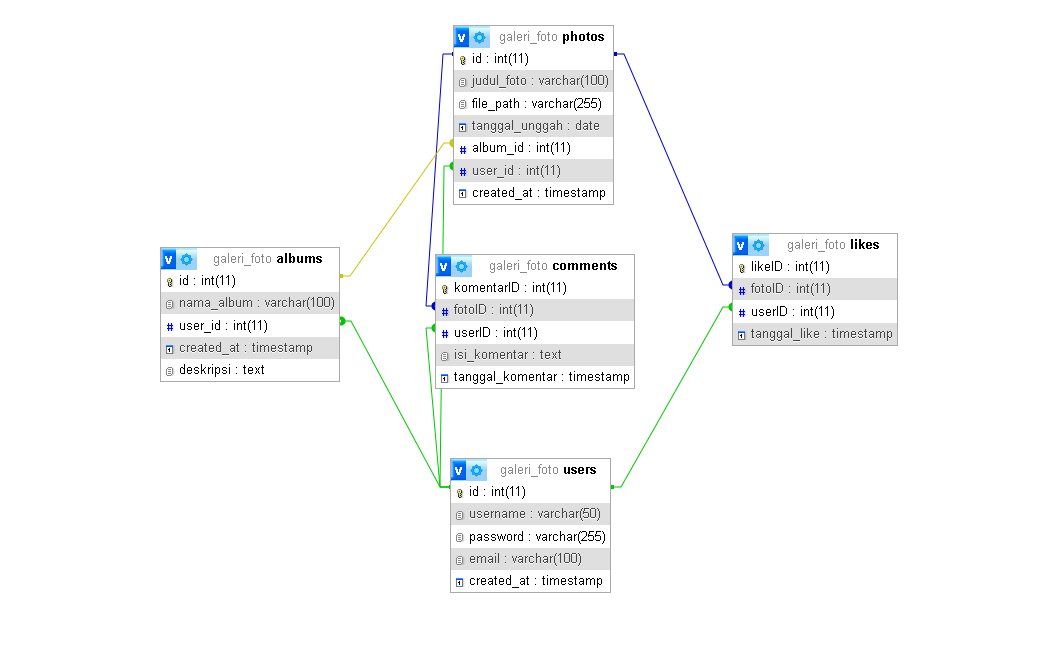 v galeri_foto photos
id : int(11)
judul_foto : varchar(100)
file_path : varchar(255)
tanggal_unggah : date
# album_id : int(11)
# user_id : int(11)
created_at : timestamp
v galeri_foto albums
id : int(11)
nama_album : varchar(100)
# user_id : int(11)
created_at : timestamp
deskripsi : text
v galeri_foto comments
komentarID : int(11)
# fotoID : int(11)
# userID : int(11)
isi_komentar : text
tanggal_komentar : timestamp
v galeri_foto likes
likeID : int(11)
# fotoID : int(11)
# userID : int(11)
tanggal_like : timestamp
v galeri_foto users
id : int(11)
username : varchar(50)
password : varchar(255)
email : varchar(100)
created_at : timestamp